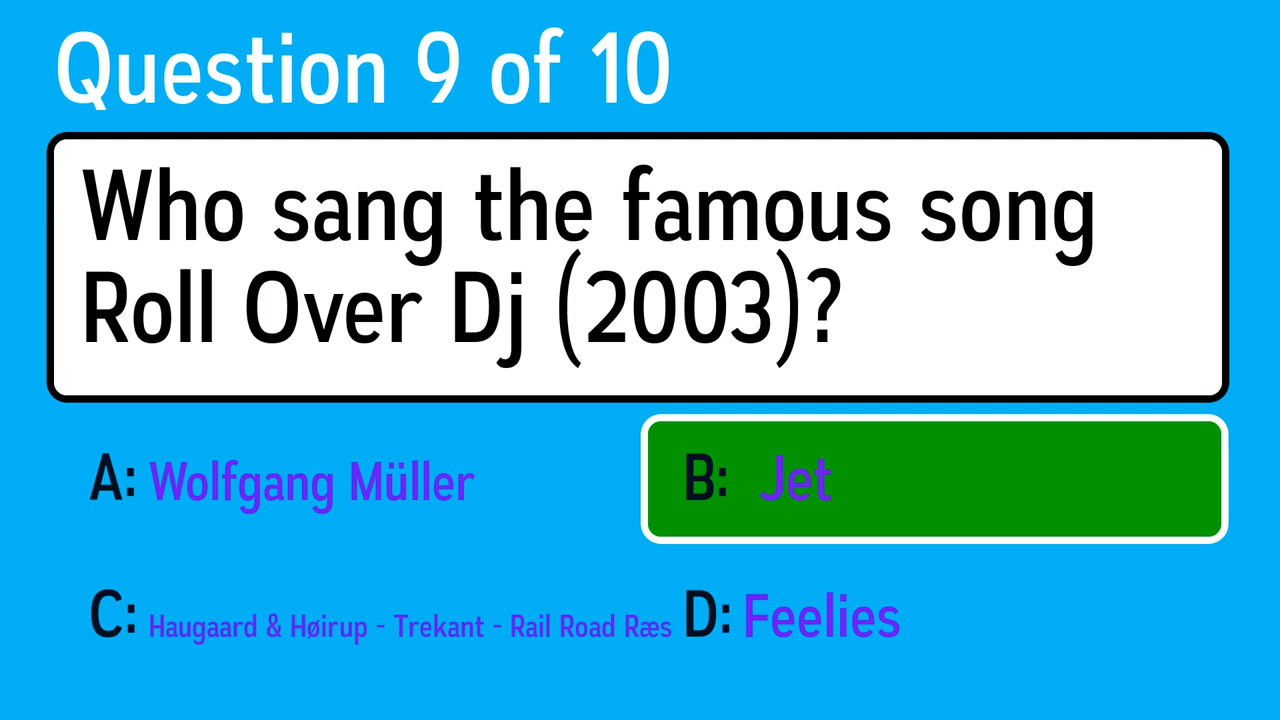 Question 9 of 10
Who sang the famous song
Roll Over Dj (2003)?
A: Wolfgang Müller
B: Jet
C: Haugaard & Høirup - Trekant - Rail Road Ræs
D: Feelies